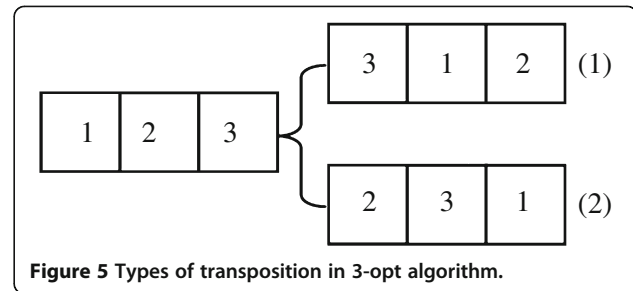 3 1 2 (1)
1 2 3
2 3 1 (2)
Figure 5 Types of transposition in 3-opt algorithm.